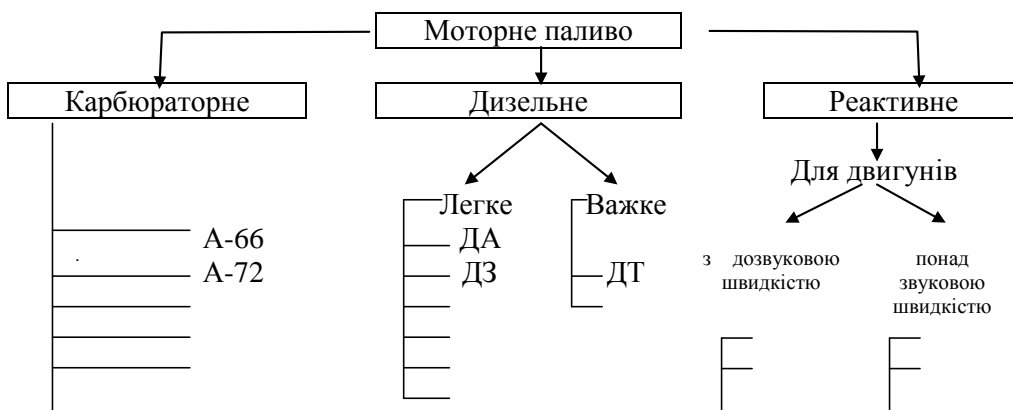 Моторне паливо
Карбюраторне
Дизельне
Реактивне
Для двигунів
Легке
Важке
А-66
ДА
А-72
ДЗ
ДТ
з дозвуковою
швидкістю
понад
звуковою
швидкістю